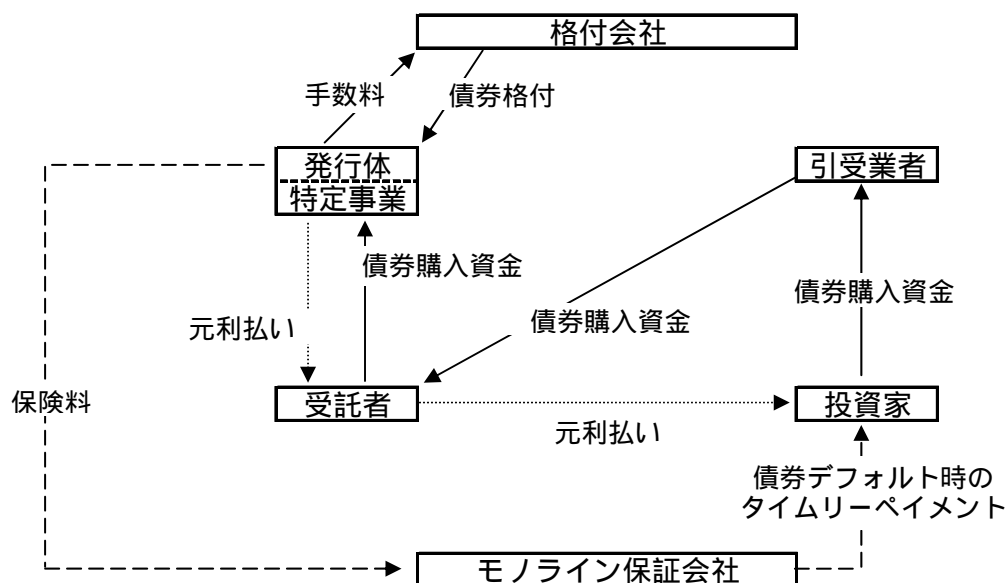 格付会社
手数料
債券格付
発行体
特定事業
引受業者
債券購入資金
債券購入資金
債券購入資金
元利払い
保険料
受託者
投資家
元利払い
債券デフォルト時の
タイムリーペイメント
モノライン保証会社